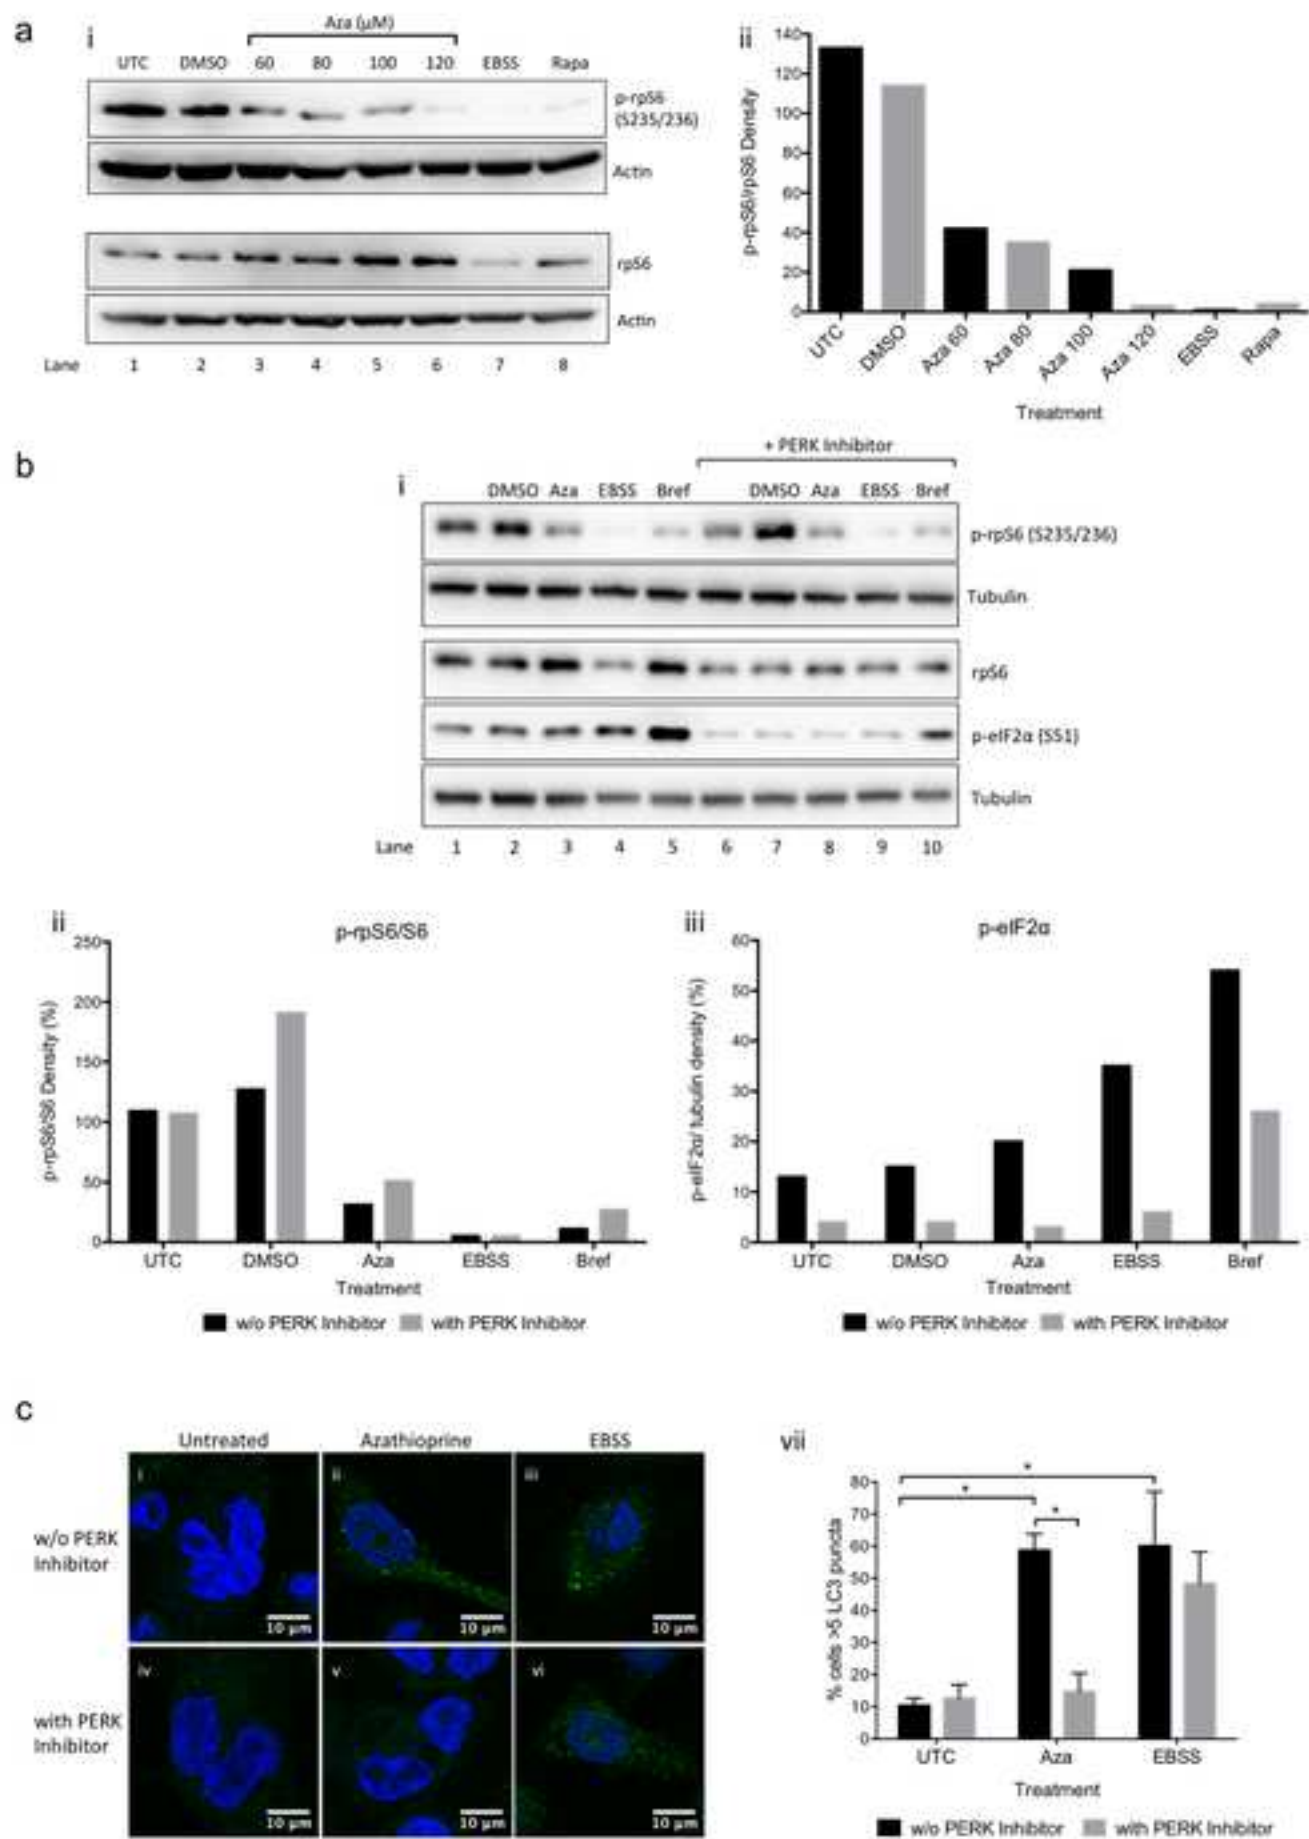 a
i
Aza (µM)
UTC DMSO 60 80 100 120 EBSS Rapa
p-rpS6
(S235/236)
Actin
rpS6
Actin
Lane 1 2 3 4 5 6 7 8
ii
p-rpS6/rpS6 Density
140
120
100
80
60
40
20
0
UTC DMSO Aza 60 Aza 80 Aza 100 Aza 120 EBSS Rapa
Treatment
b
i
+ PERK Inhibitor
DMSO Aza EBSS Bref DMSO Aza EBSS Bref
p-rpS6 (S235/236)
Tubulin
rpS6
p-eIF2α (S51)
Tubulin
Lane 1 2 3 4 5 6 7 8 9 10
ii
p-rpS6/S6
p-rpS6/S6 Density (%)
250
200
150
100
50
0
UTC DMSO Aza EBSS Bref
Treatment
w/o PERK Inhibitor with PERK Inhibitor
iii
p-eIF2α
p-eIF2α/ tubulin density (%)
60
50
40
30
20
10
0
UTC DMSO Aza EBSS Bref
Treatment
w/o PERK Inhibitor with PERK Inhibitor
c
Untreated Azathioprine EBSS
w/o PERK
Inhibitor
i ii iii
10 µm 10 µm 10 µm
with PERK
Inhibitor
iv v vi
10 µm 10 µm 10 µm
vii
% cells >5 LC3 puncta
80
70
60
50
40
30
20
10
0
* * *
UTC Aza EBSS
Treatment
w/o PERK Inhibitor with PERK Inhibitor